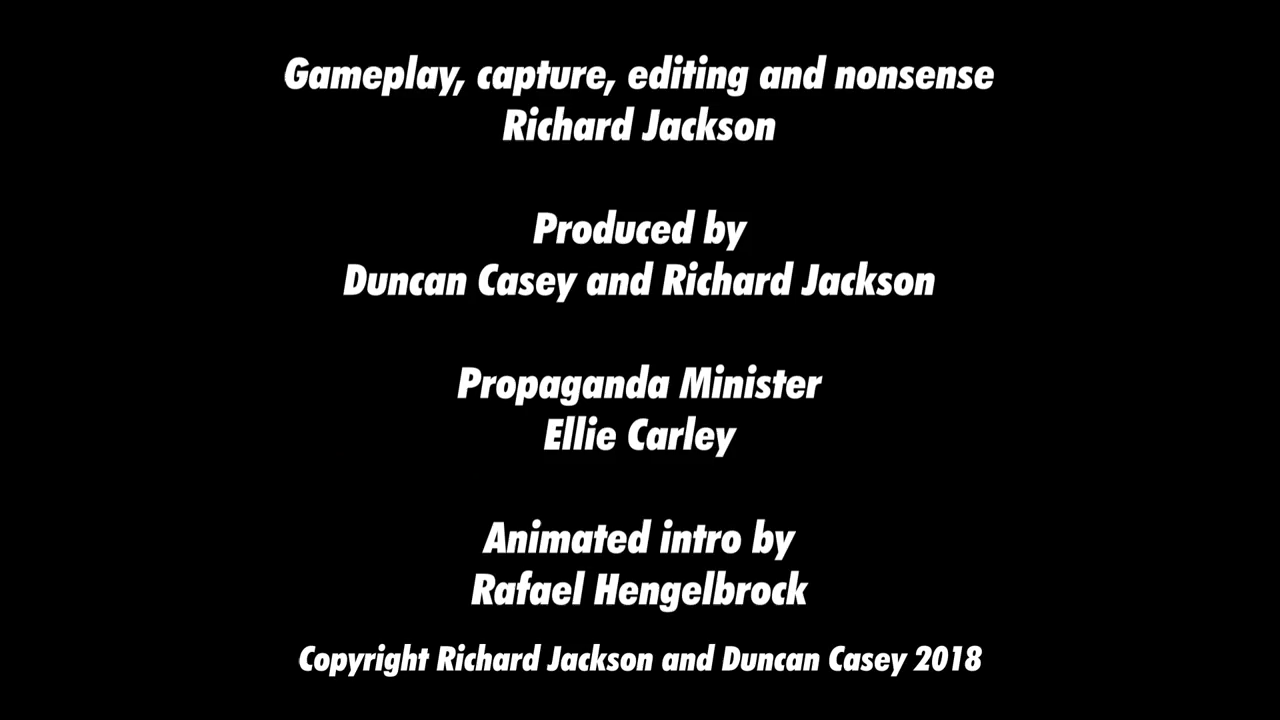 Gameplay, capture, editing and nonsense
Richard Jackson
Produced by
Duncan Casey and Richard Jackson
Propaganda Minister
Ellie Carley
Animated intro by
Rafael Hengelbrock
Copyright Richard Jackson and Duncan Casey 2018